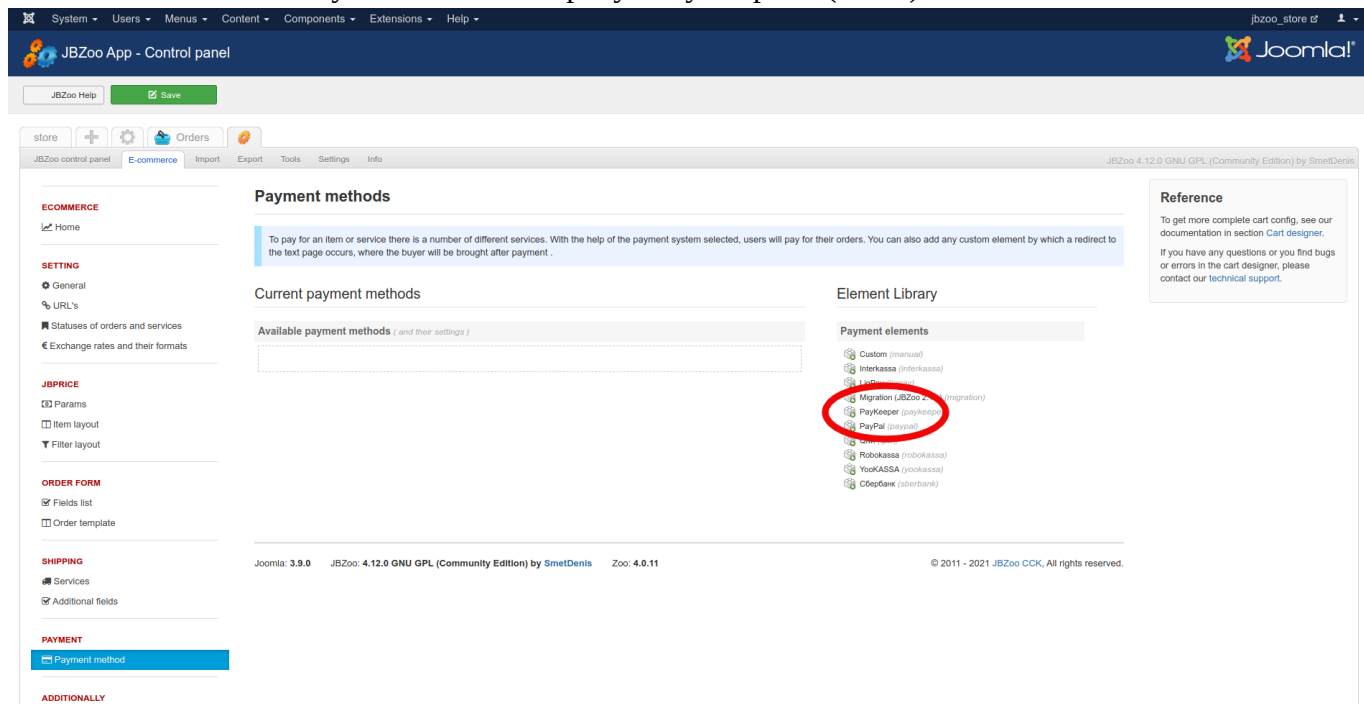 System Users Menus Content Components Extensions Help jbzoo_store
JBZoo App - Control panel Joomla!®
JBZoo Help Save
store Orders
JBZoo control panel E-commerce Import Export Tools Settings Info JBZoo 4.12.0 GNU GPL (Community Edition) by SmetDenis
ECOMMERCE
Home
SETTING
General
URL's
Statuses of orders and services
Exchange rates and their formats
JBPRICE
Params
Item layout
Filter layout
ORDER FORM
Fields list
Order template
SHIPPING
Services
Additional fields
PAYMENT
Payment method
ADDITIONALLY
Payment methods
To pay for an item or service there is a number of different services. With the help of the payment system selected, users will pay for their orders. You can also add any custom element by which a redirect to
the text page occurs, where the buyer will be brought after payment .
Current payment methods
Available payment methods ( and their settings )
Element Library
Payment elements
Custom (manual)
Interkassa (interkassa)
Migration (JBZoo (migration)
PayKeeper
PayPal (paypal)
Robokassa (robokassa)
YooKASSA (yookassa)
Сбербанк (sberbank)
Joomla: 3.9.0 JBZoo: 4.12.0 GNU GPL (Community Edition) by SmetDenis Zoo: 4.0.11 © 2011 - 2021 JBZoo CCK, All rights reserved.
Reference
To get more complete cart config, see our
documentation in section Cart designer.
If you have any questions or you find bugs
or errors in the cart designer, please
contact our technical support.